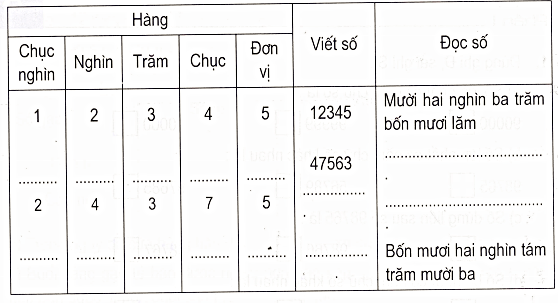 Hàng
Viết số
Đọc số
Chục nghìn
Nghìn
Trăm
Chục
Đơn vị
1 2 3 4 5 12345 Mười hai nghìn ba trăm
bốn mươi lăm
.......... .......... .......... .......... .......... 47563 ..............................
.
2 4 3 7 5 ............... ..............................
.
.......... .......... .......... .......... .......... ............... Bốn mươi hai nghìn tám
trăm mười ba